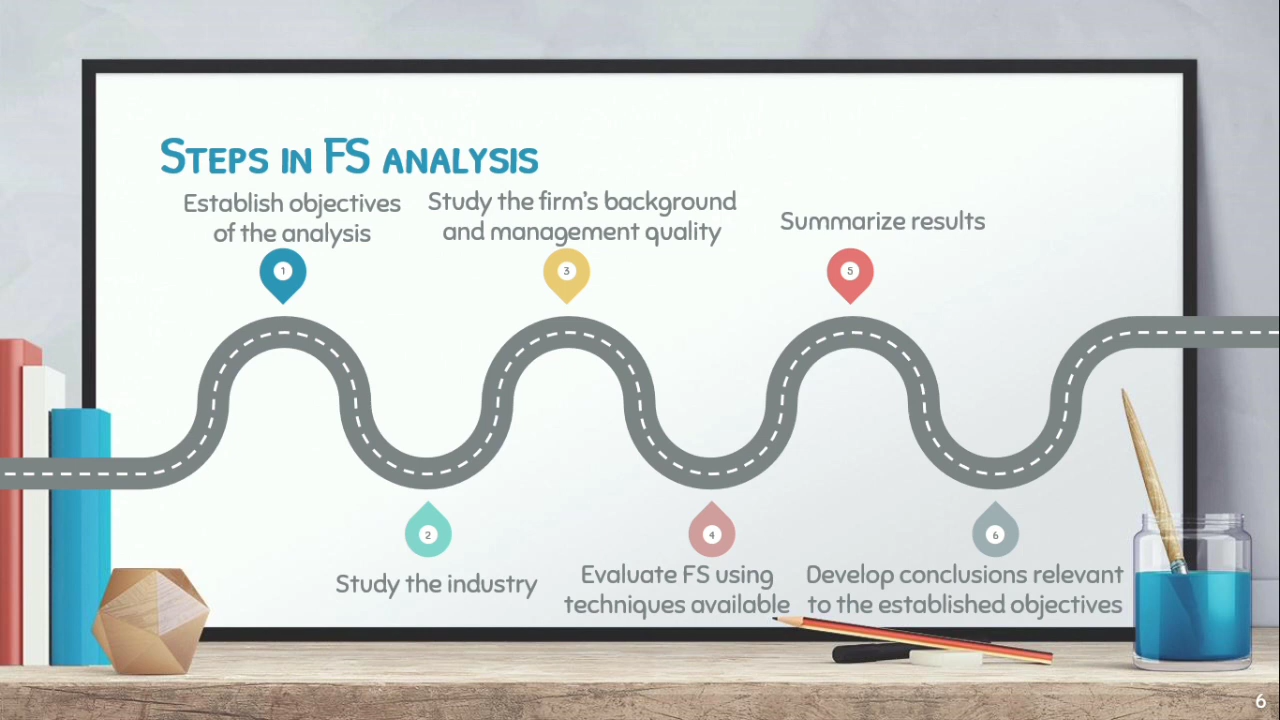 Steps in FS analysis
Establish objectives
of the analysis
1
Study the industry
2
Study the firm's background
and management quality
3
Evaluate FS using
techniques available
4
Summarize results
5
Develop conclusions relevant
to the established objectives
6
6